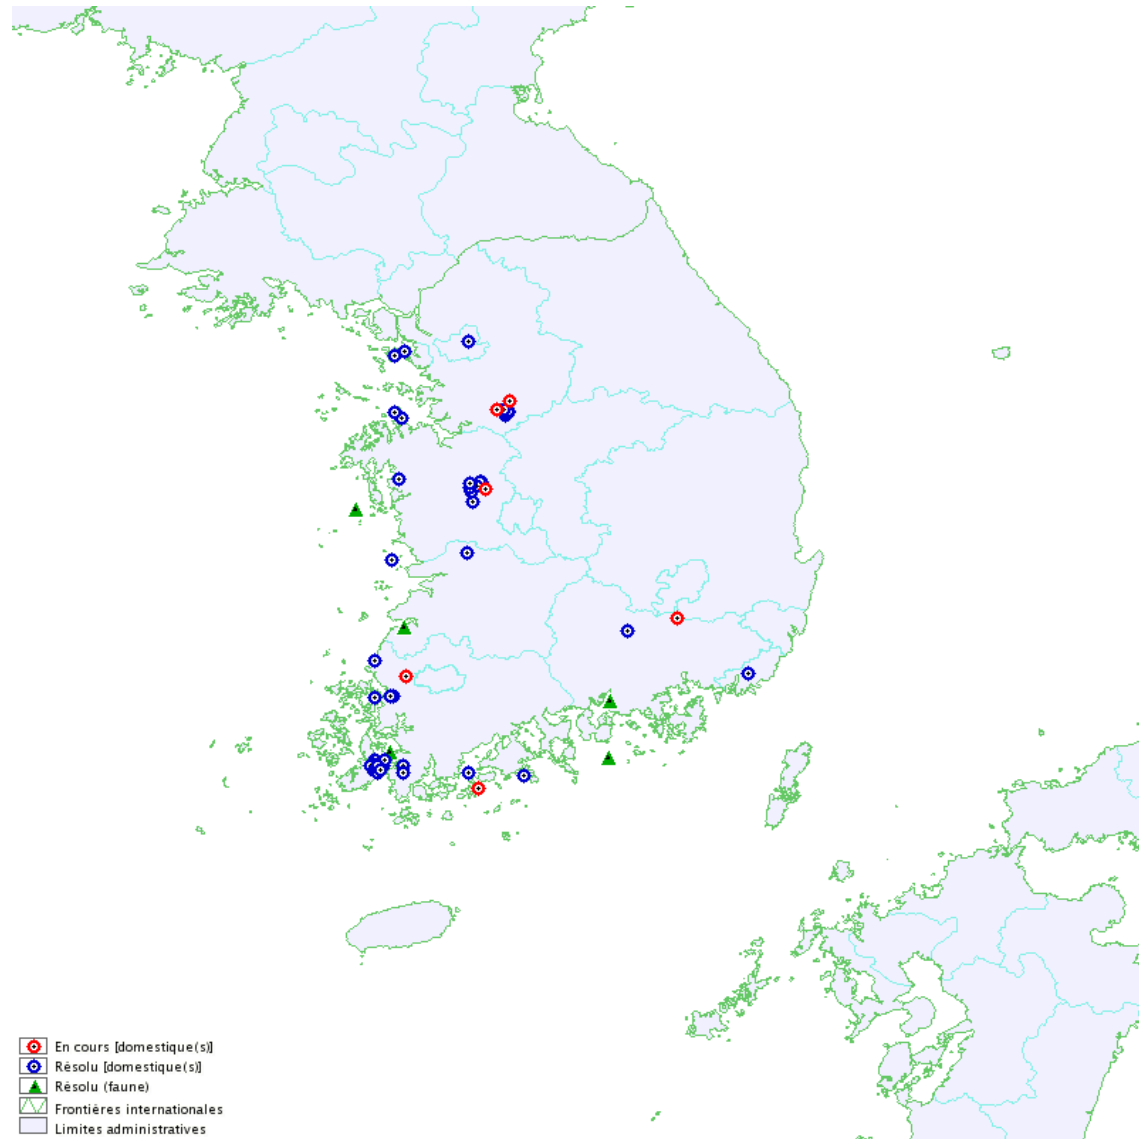 En cours [domestique(s)]
Résolu [domestique(s)]
Résolu (faune)
Frontières internationales
Limites administratives